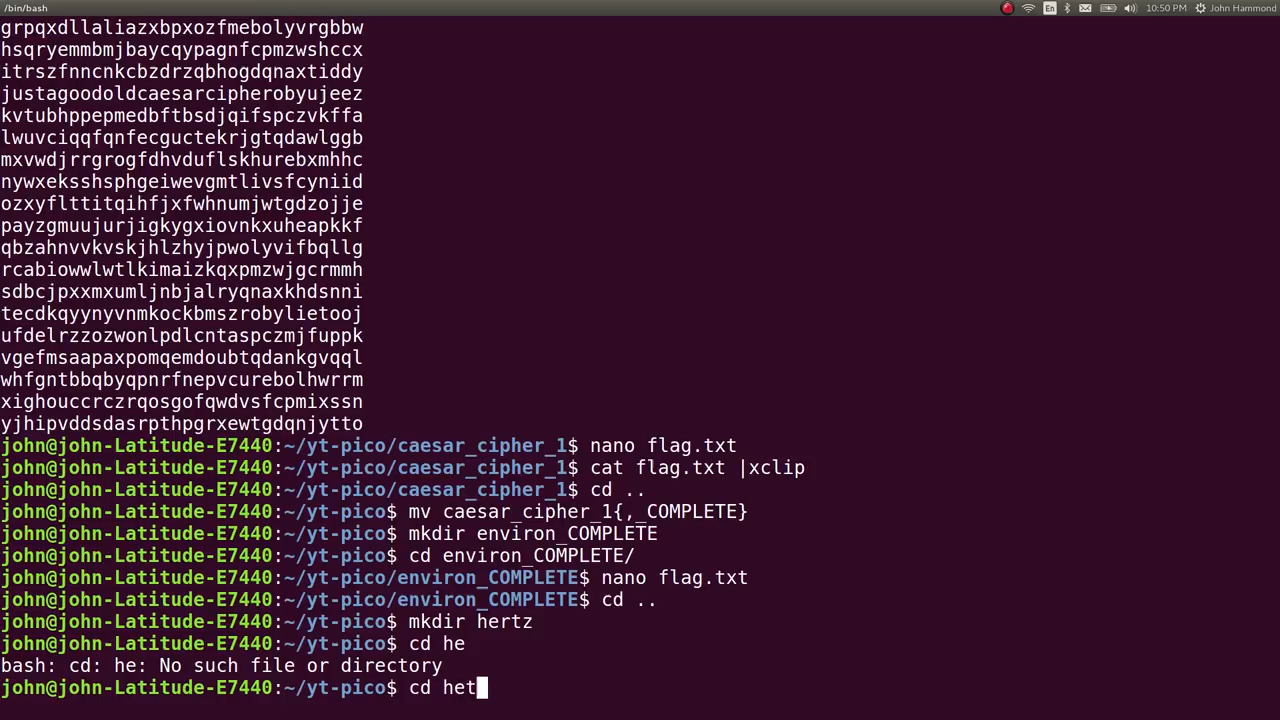 /bin/bash
En
10:50 PM
John Hammond
grpqxdllaliazxbpxozfmebolyvrgbbw
hsqryemmbmjbaycqypagnfcpmzwshccx
itrszfnncnkcbzdrzqbhogdqnaxtiddy
justagoodoldcaesarcipherobyujeez
kvtubhppepmedbftbsdjqifspczvkffa
lwuvciqqfqnfecguctekrjgtqdawlggb
mxvwdjrrgrogfdhvduflskhurebxmhhc
nywxeksshsphgeiwevgmtlivsfcyniid
ozxyflttitqihfjxfwhnumjwtgdzojje
payzgmuujurjigkygxiovnkxuheapkkf
qbzahnvvkvskjhlzhyjpwolyvifbqllg
rcabiowwlwtlkimaizkqxpmzwjgcrmmh
sdbcjpxxmxumljnbjalryqnaxkhdsnni
tecdkqyynyvnmkockbmszrobylietooj
ufdelrzzozwonlpdlcntaspczmjfuppk
vgefmsaapaxpomqemdoubtqdankgvqql
whfgntbbqbyqpnrfnepvcurebolhwrrm
xighouccrczrqosgofqwdvsfcpmixssn
yjhipvddsdasrpthpgrxewtgdqnjytto
john@john-Latitude-E7440:~/yt-pico/caesar_cipher_1$ nano flag.txt
john@john-Latitude-E7440:~/yt-pico/caesar_cipher_1$ cat flag.txt |xclip
john@john-Latitude-E7440:~/yt-pico/caesar_cipher_1$ cd ..
john@john-Latitude-E7440:~/yt-pico$ mv caesar_cipher_1{,_COMPLETE}
john@john-Latitude-E7440:~/yt-pico$ mkdir environ_COMPLETE
john@john-Latitude-E7440:~/yt-pico$ cd environ_COMPLETE/
john@john-Latitude-E7440:~/yt-pico/environ_COMPLETE$ nano flag.txt
john@john-Latitude-E7440:~/yt-pico/environ_COMPLETE$ cd ..
john@john-Latitude-E7440:~/yt-pico$ mkdir hertz
john@john-Latitude-E7440:~/yt-pico$ cd he
bash: cd: he: No such file or directory
john@john-Latitude-E7440:~/yt-pico$ cd het